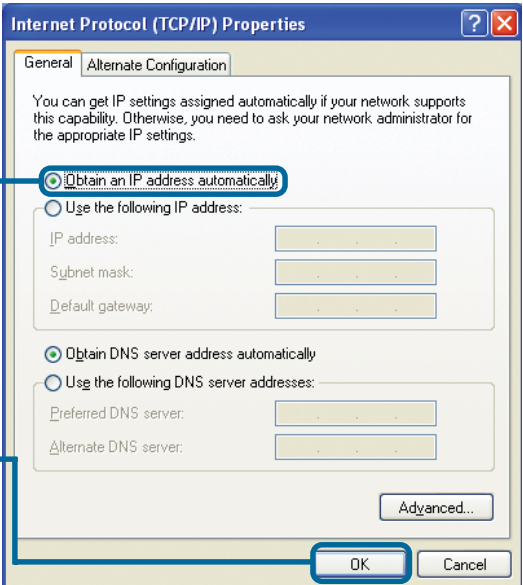 Internet Protocol (TCP/IP) Properties
General
Alternate Configuration
You can get IP settings assigned automatically if your network supports
this capability. Otherwise, you need to ask your network administrator for
the appropriate IP settings.
Obtain an IP address automatically
Use the following IP address:
IP address:
Subnet mask:
Default gateway:
Obtain DNS server address automatically
Use the following DNS server addresses:
Preferred DNS server:
Alternate DNS server:
Advanced...
OK
Cancel